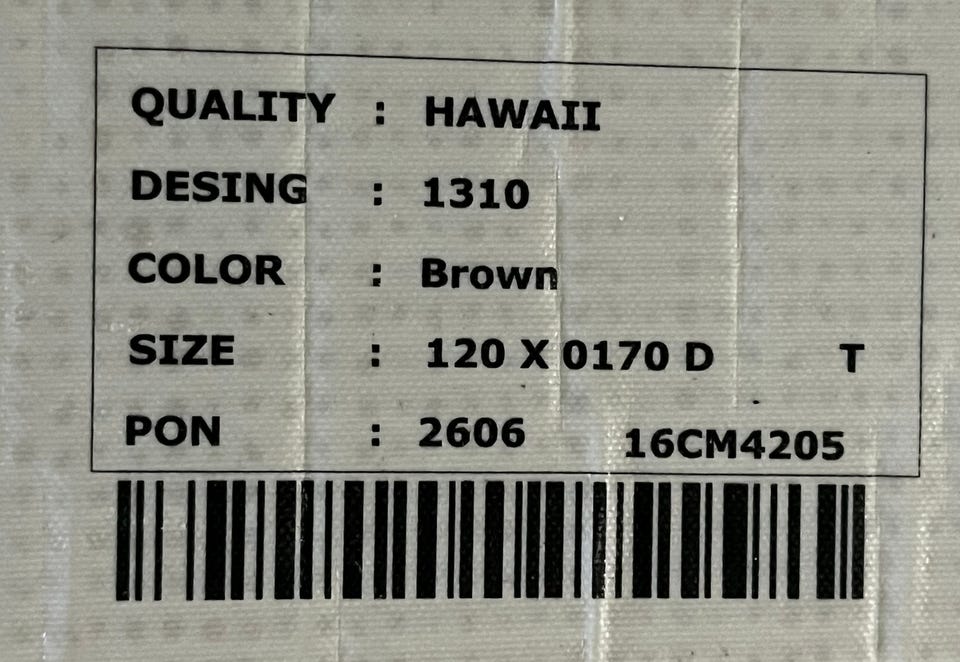 QUALITY : HAWAII
DESING : 1310
COLOR : Brown
SIZE : 120 X 0170 D T
PON : 2606 16CM4205